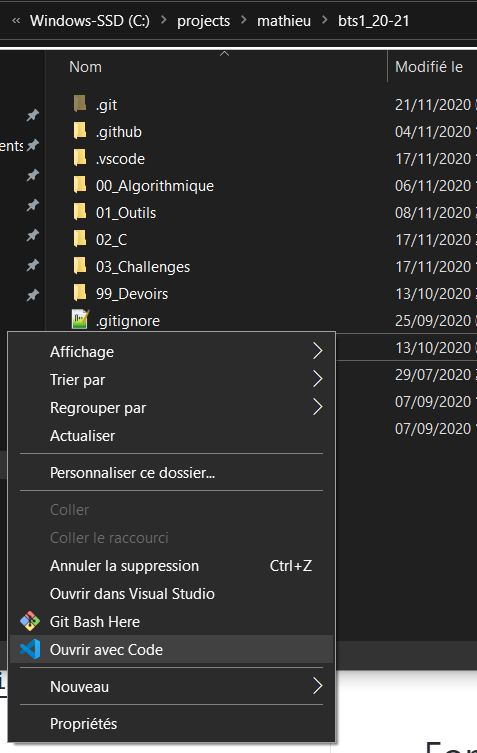 « Windows-SSD (C:) > projects > mathieu > bts1_20-21
Nom Modifié le
.git 21/11/2020
.github 04/11/2020
ents .vscode 17/11/2020
00_Algorithmique 06/11/2020
01_Outils 08/11/2020
02_C 17/11/2020
03_Challenges 17/11/2020
99_Devoirs 13/10/2020
.gitignore 25/09/2020
Affichage 13/10/2020
Trier par 29/07/2020
Regrouper par 07/09/2020
Actualiser 07/09/2020
Personnaliser ce dossier...
Coller
Coller le raccourci
Annuler la suppression Ctrl+Z
Ouvrir dans Visual Studio
Git Bash Here
Ouvrir avec Code
Nouveau
Propriétés